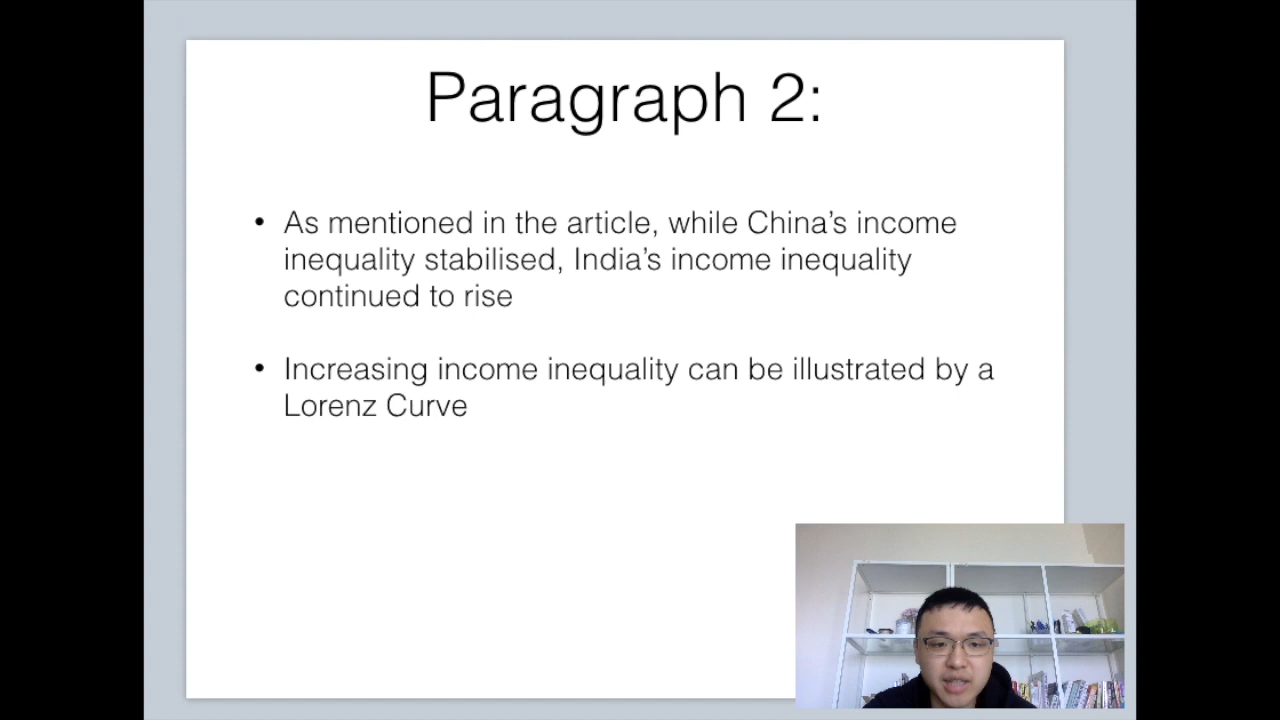 Paragraph 2:
• As mentioned in the article, while China’s income
inequality stabilised, India’s income inequality
continued to rise
• Increasing income inequality can be illustrated by a
Lorenz Curve